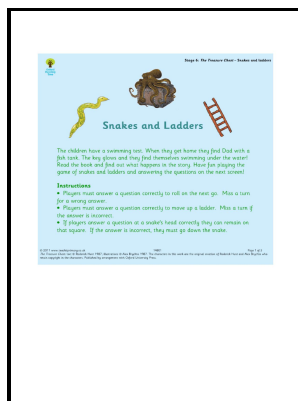 Stage 6: The Treasure Chest - Snakes and ladders
Snakes and Ladders
The children have a swimming test. When they get home they find Dad with a
fish tank. The key glows and they find themselves swimming under the water!
Read the book and find out what happens in the story. Have fun playing the
game of snakes and ladders and answering the questions on the next screen!
Instructions
• Players must answer a question correctly to roll on the next go. Miss a turn
for a wrong answer.
• Players must answer a question correctly to move up a ladder. Miss a turn if
the answer is incorrect.
• If players answer a question at a snake's head correctly they can remain on
that square. If the answer is incorrect, they must go down the snake.